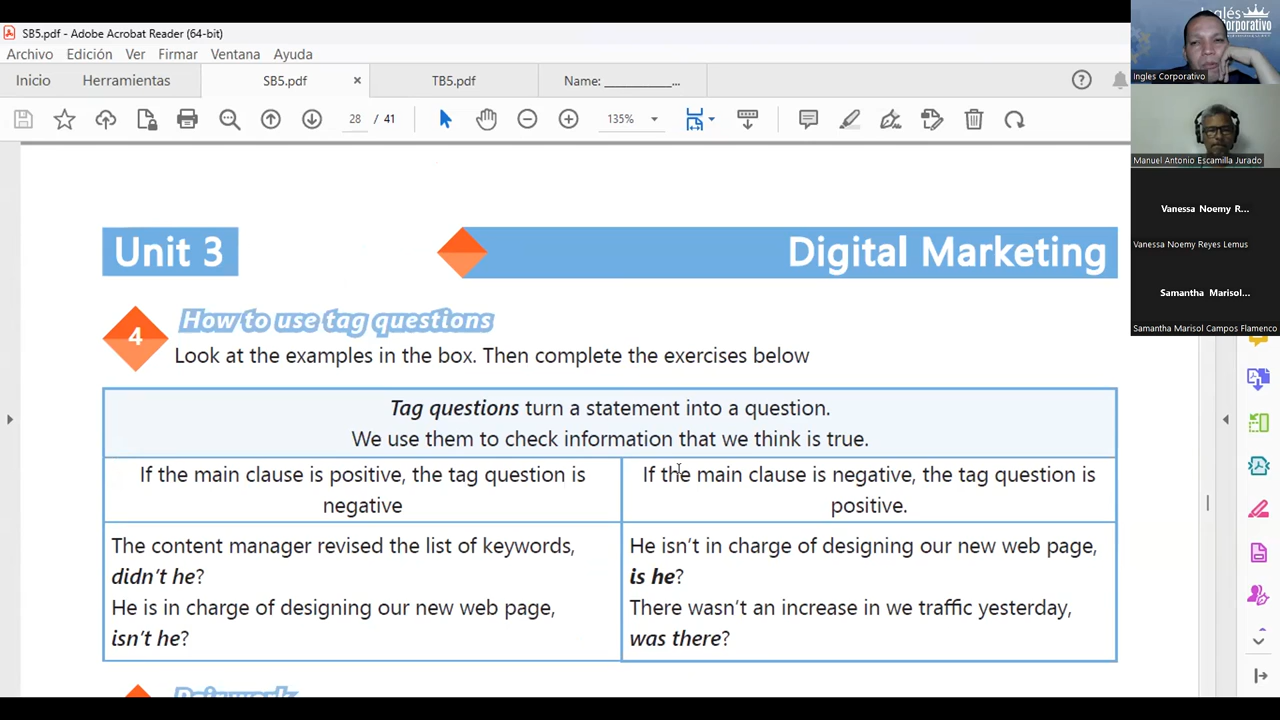 SB5.pdf - Adobe Acrobat Reader (64-bit)
Archivo Edición Ver Firmar Ventana Ayuda
Inicio Herramientas SB5.pdf × TB5.pdf Name: ___________...
28 / 41 135%
Unit 3
Digital Marketing
4
How to use tag questions
Look at the examples in the box. Then complete the exercises below
Tag questions turn a statement into a question.
We use them to check information that we think is true.
If the main clause is positive, the tag question is
negative
If the main clause is negative, the tag question is
positive.
The content manager revised the list of keywords,
didn't he?
He is in charge of designing our new web page,
isn't he?
He isn't in charge of designing our new web page,
is he?
There wasn't an increase in we traffic yesterday,
was there?
Pair work
Inglés
Corporativo
Ingles Corporativo
Manuel Antonio Escamilla Jurado
Vanessa Noemy R...
Vanessa Noemy Reyes Lemus
Samantha Marisol...
Samantha Marisol Campos Flamenco